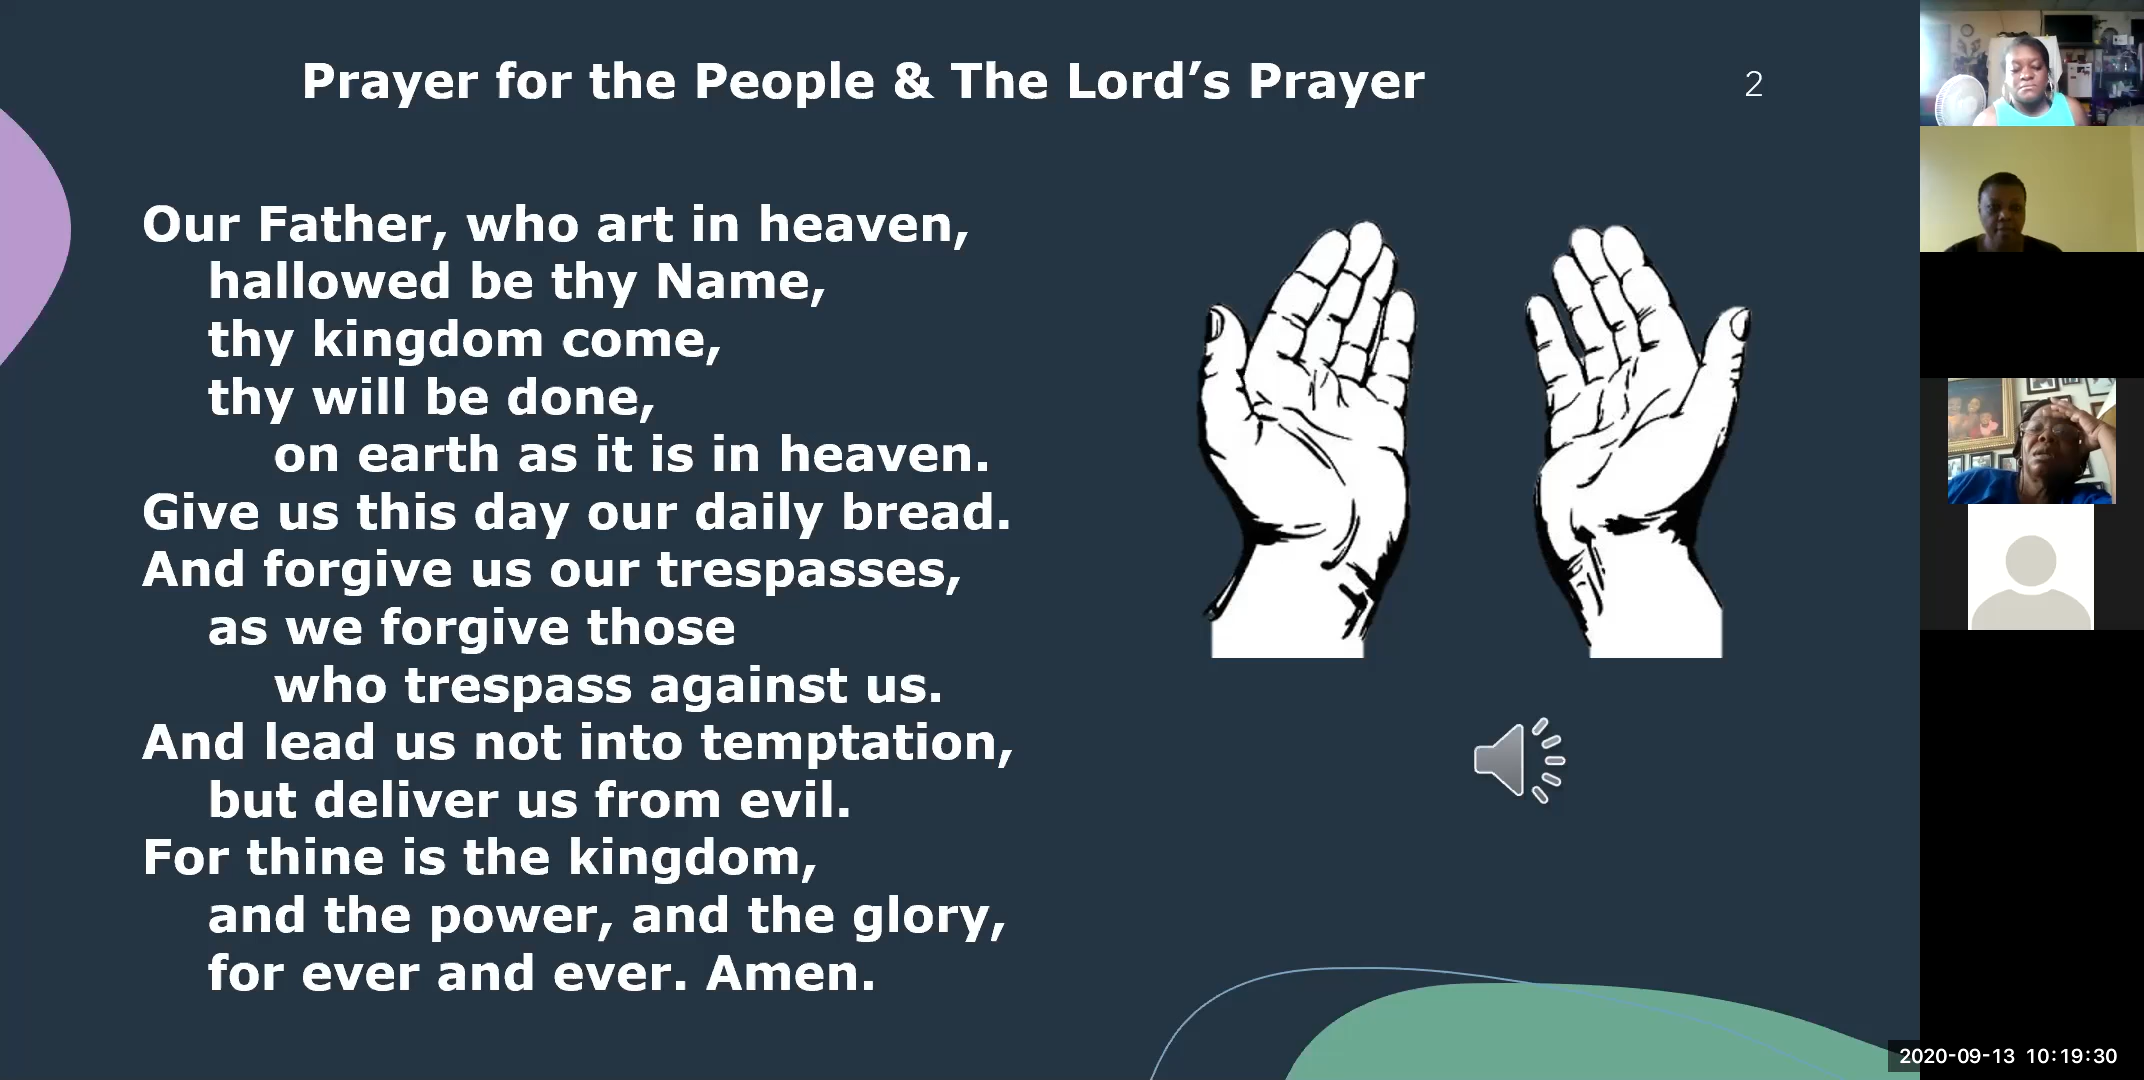 Prayer for the People & The Lord’s Prayer
2
Our Father, who art in heaven,
hallowed be thy Name,
thy kingdom come,
thy will be done,
on earth as it is in heaven.
Give us this day our daily bread.
And forgive us our trespasses,
as we forgive those
who trespass against us.
And lead us not into temptation,
but deliver us from evil.
For thine is the kingdom,
and the power, and the glory,
for ever and ever. Amen.
2020-09-13 10:19:30